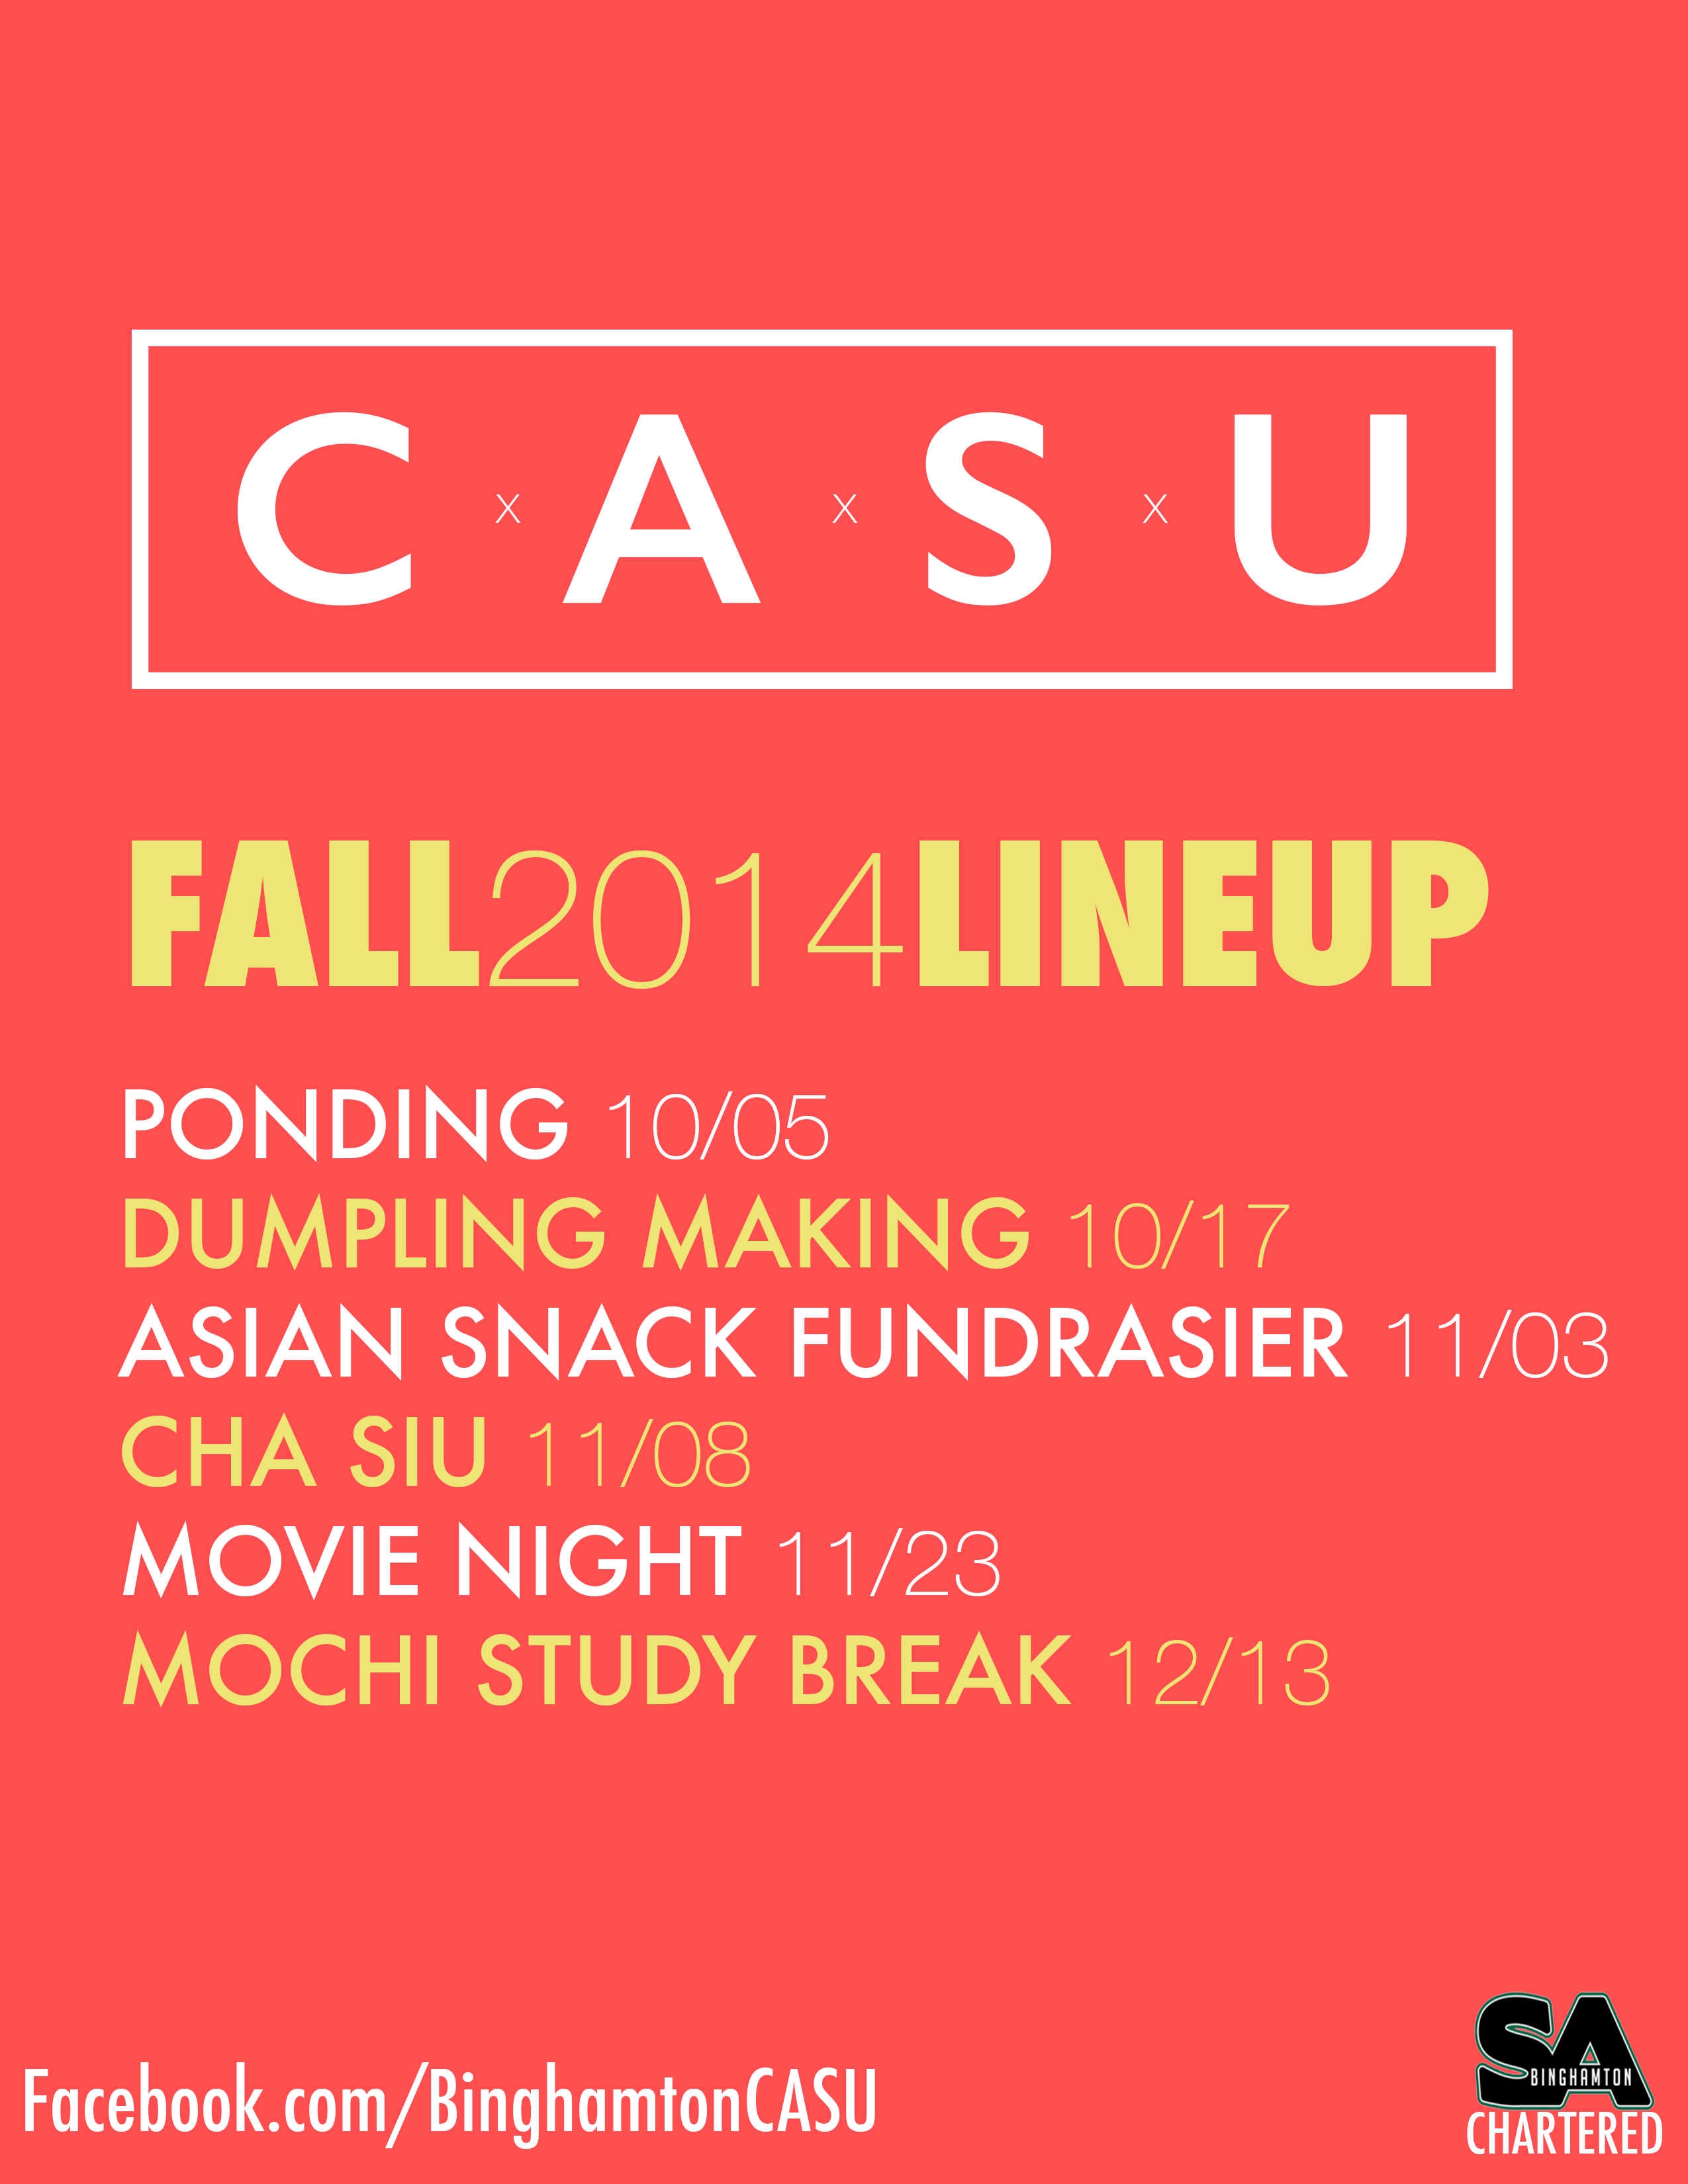 C x A x S x U
FALL2014LINEUP
PONDING 10/05
DUMPLING MAKING 10/17
ASIAN SNACK FUNDRASIER 11/03
CHA SIU 11/08
MOVIE NIGHT 11/23
MOCHI STUDY BREAK 12/13
Facebook.com/BinghamtonCASU
SA
BINGHAMTON
CHARTERED